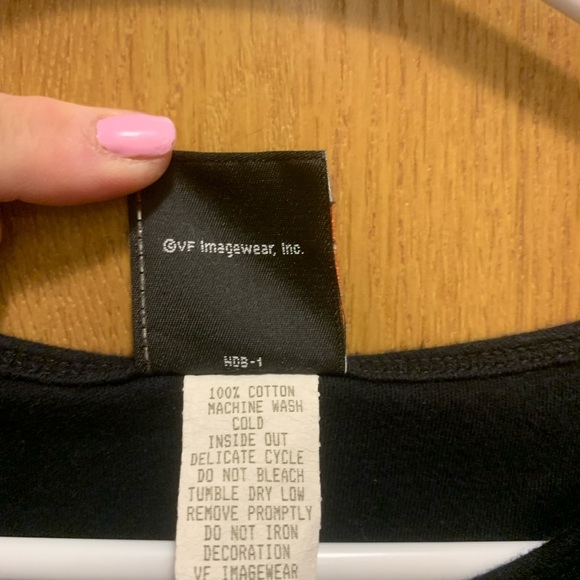 ©VF Imagewear, Inc.
HDB-1
100% COTTON
MACHINE WASH
COLD
INSIDE OUT
DELICATE CYCLE
DO NOT BLEACH
TUMBLE DRY LOW
REMOVE PROMPTLY
DO NOT IRON
DECORATION
VF IMAGEWEAR